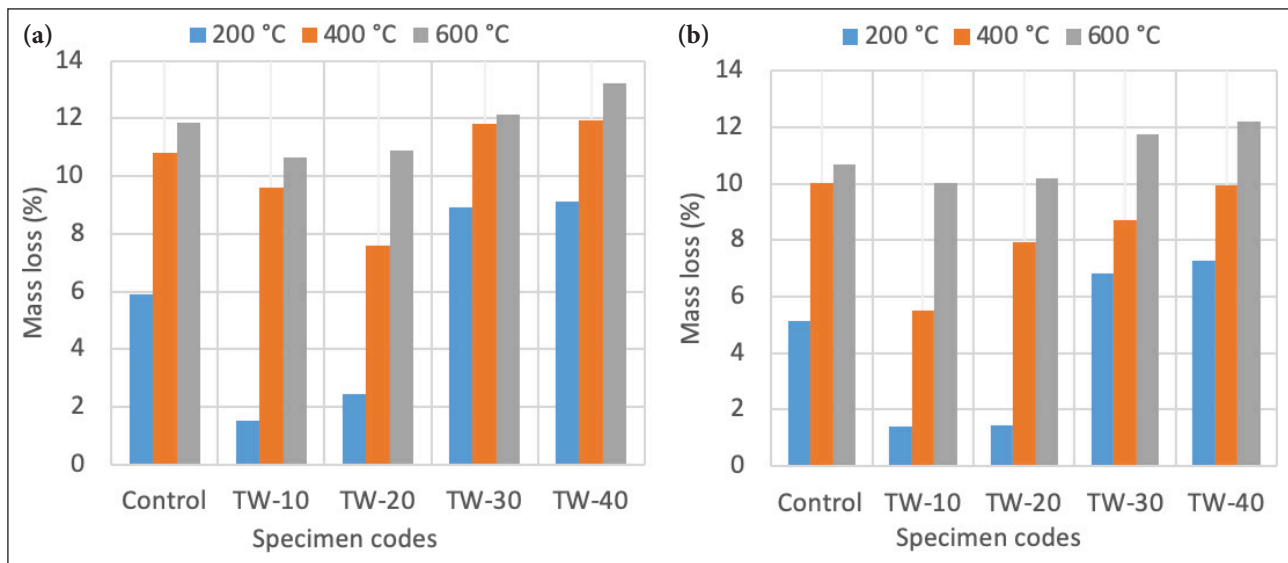 (a)
200 °C 400 °C 600 °C
14
12
10
8
6
4
2
0
Mass loss (%)
Control TW-10 TW-20 TW-30 TW-40
Specimen codes
(b)
200 °C 400 °C 600 °C
14
12
10
8
6
4
2
0
Mass loss (%)
Control TW-10 TW-20 TW-30 TW-40
Specimen codes